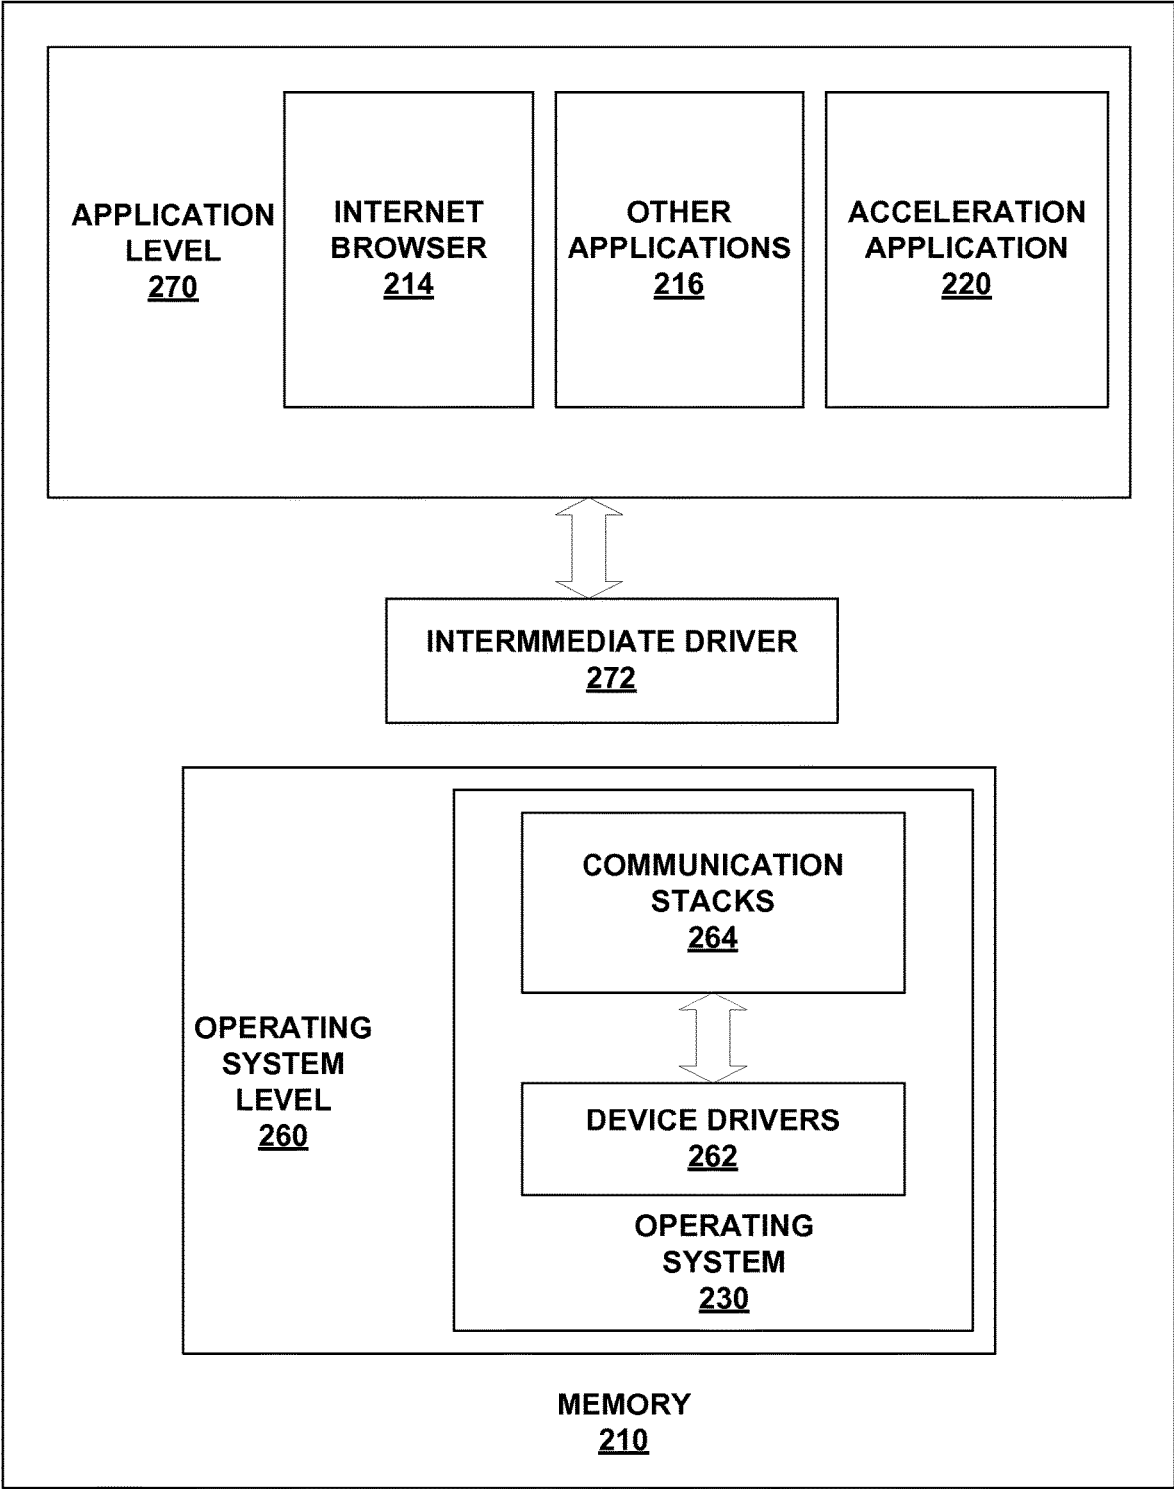 APPLICATION
LEVEL
270
INTERNET
BROWSER
214
OTHER
APPLICATIONS
216
ACCELERATION
APPLICATION
220
INTERMMEDIATE DRIVER
272
COMMUNICATION
STACKS
264
OPERATING
SYSTEM
LEVEL
260
DEVICE DRIVERS
262
OPERATING
SYSTEM
230
MEMORY
210